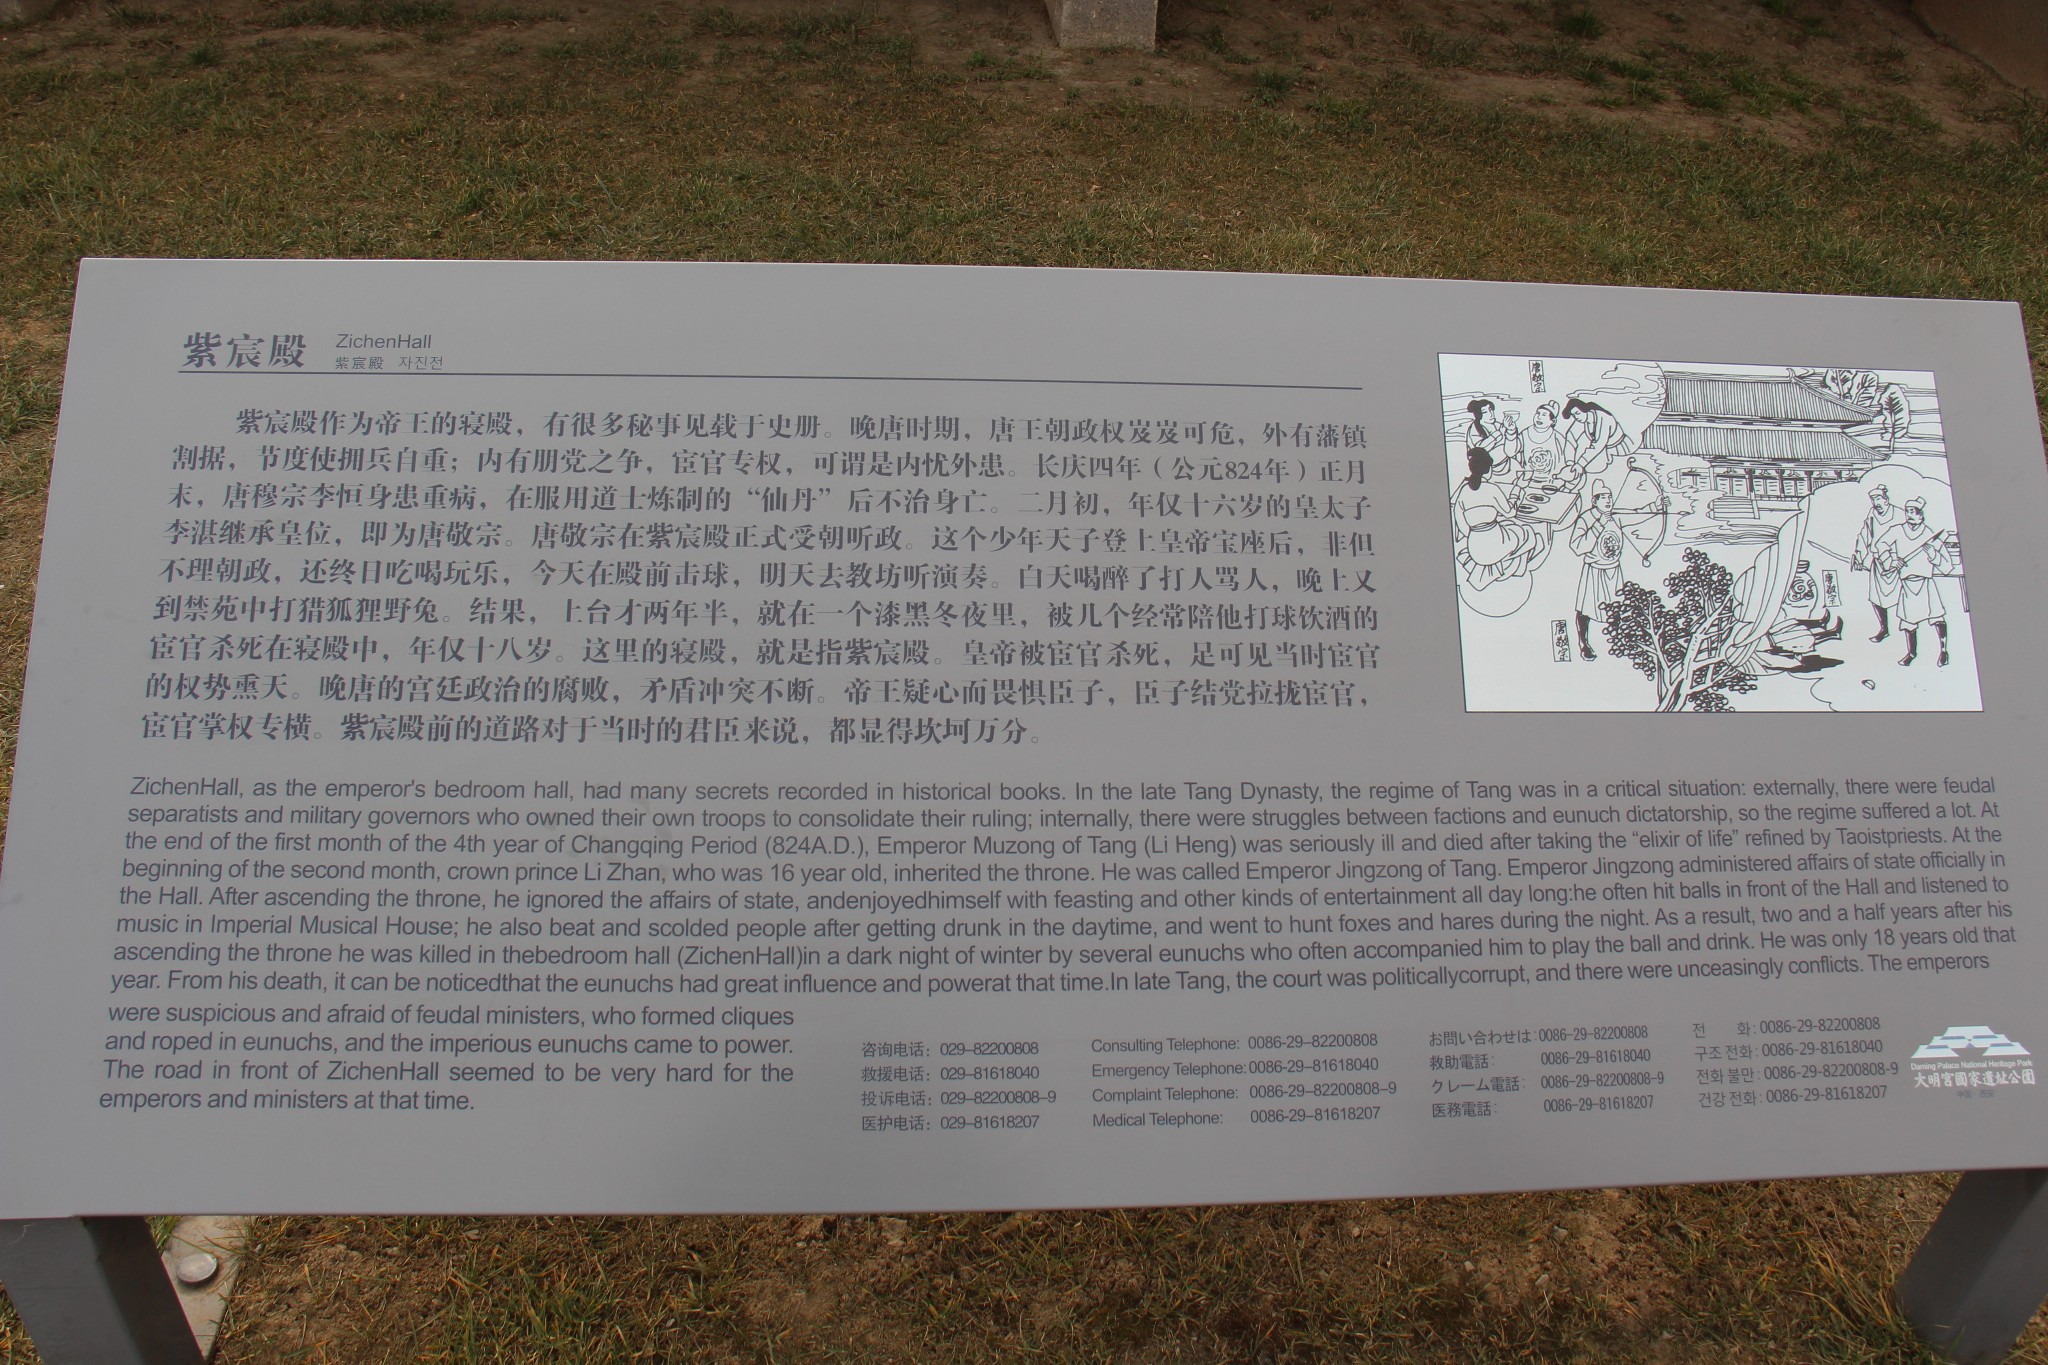 紫宸殿 ZichenHall
紫宸殿 자진전
紫宸殿作为帝王的寝殿，有很多秘事见载于史册。晚唐时期，唐王朝政权岌岌可危，外有藩镇
割据，节度使拥兵自重；内有朋党之争，宦官专权，可谓是内忧外患。长庆四年（公元824年）正月
末，唐穆宗李恒身患重病，在服用道士炼制的“仙丹”后不治身亡。二月初，年仅十六岁的皇太子
李湛继承皇位，即为唐敬宗。唐敬宗在紫宸殿正式受朝听政。这个少年天子登上皇帝宝座后，非但
不理朝政，还终日吃喝玩乐，今天在殿前击球，明天去教坊听演奏。白天喝醉了打人骂人，晚上又
到禁苑中打猎狐狸野兔。结果，上台才两年半，就在一个漆黑冬夜里，被几个经常陪他打球饮酒的
宦官杀死在寝殿中，年仅十八岁。这里的寝殿，就是指紫宸殿。皇帝被宦官杀死，足可见当时宦官
的权势熏天。晚唐的宫廷政治的腐败，矛盾冲突不断。帝王疑心而畏惧臣子，臣子结党拉拢宦官，
宦官掌权专横。紫宸殿前的道路对于当时的君臣来说，都显得坎坷万分。
唐敬宗
唐敬宗
唐敬宗
ZichenHall, as the emperor's bedroom hall, had many secrets recorded in historical books. In the late Tang Dynasty, the regime of Tang was in a critical situation: externally, there were feudal
separatists and military governors who owned their own troops to consolidate their ruling; internally, there were struggles between factions and eunuch dictatorship, so the regime suffered a lot. At
the end of the first month of the 4th year of Changqing Period (824A.D.), Emperor Muzong of Tang (Li Heng) was seriously ill and died after taking the “elixir of life” refined by Taoistpriests. At the
beginning of the second month, crown prince Li Zhan, who was 16 year old, inherited the throne. He was called Emperor Jingzong of Tang. Emperor Jingzong administered affairs of state officially in
the Hall. After ascending the throne, he ignored the affairs of state, andenjoyedhimself with feasting and other kinds of entertainment all day long:he often hit balls in front of the Hall and listened to
music in Imperial Musical House; he also beat and scolded people after getting drunk in the daytime, and went to hunt foxes and hares during the night. As a result, two and a half years after his
ascending the throne he was killed in thebedroom hall (ZichenHall)in a dark night of winter by several eunuchs who often accompanied him to play the ball and drink. He was only 18 years old that
year. From his death, it can be noticedthat the eunuchs had great influence and powerat that time.In late Tang, the court was politicallycorrupt, and there were unceasingly conflicts. The emperors
were suspicious and afraid of feudal ministers, who formed cliques
and roped in eunuchs, and the imperious eunuchs came to power.
The road in front of ZichenHall seemed to be very hard for the
emperors and ministers at that time.
咨询电话：029–82200808
救援电话：029–81618040
投诉电话：029–82200808–9
医护电话：029–81618207
Consulting Telephone: 0086-29–82200808
Emergency Telephone: 0086-29–81618040
Complaint Telephone: 0086-29–82200808–9
Medical Telephone: 0086-29–81618207
お問い合わせは：0086-29-82200808
救助電話： 0086-29-81618040
クレーム電話： 0086-29-82200808-9
医務電話： 0086-29-81618207
전 화：0086-29-82200808
구조 전화：0086-29-81618040
전화 불만：0086-29-82200808-9
건강 전화：0086-29-81618207
Daming Palace National Heritage Park
大明宫國家遺址公園
中国·西安